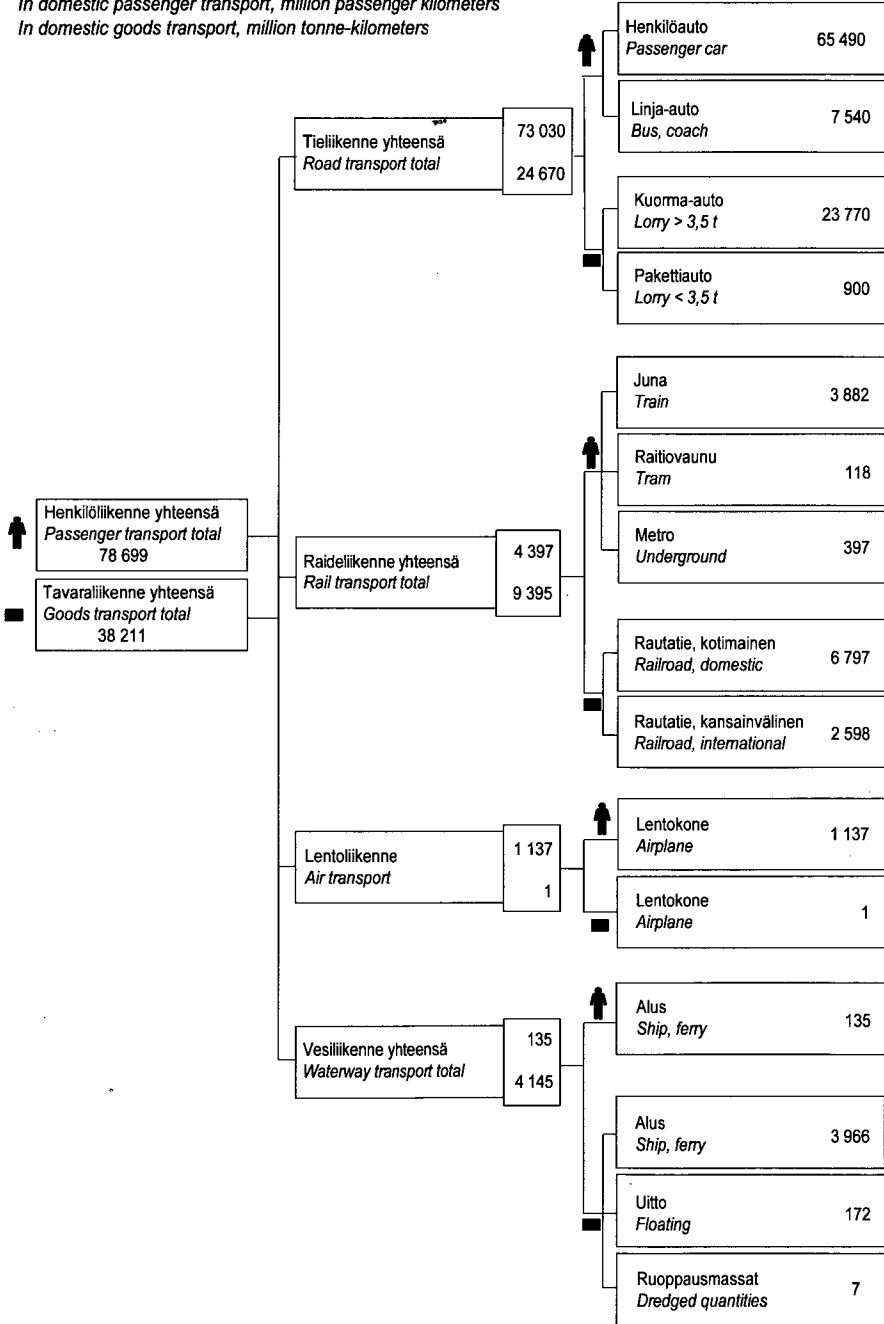 In domestic passenger transport, million passenger kilometers
In domestic goods transport, million tonne-kilometers
Henkilöliikenne yhteensä
Passenger transport total
78 699
Tavaraliikenne yhteensä
Goods transport total
38 211
Tieliikenne yhteensä
Road transport total
73 030
24 670
Henkilöauto
Passenger car
65 490
Linja-auto
Bus, coach
7 540
Kuorma-auto
Lorry > 3,5 t
23 770
Pakettiauto
Lorry < 3,5 t
900
Raideliikenne yhteensä
Rail transport total
4 397
9 395
Juna
Train
3 882
Raitiovaunu
Tram
118
Metro
Underground
397
Rautatie, kotimainen
Railroad, domestic
6 797
Rautatie, kansainvälinen
Railroad, international
2 598
Lentoliikenne
Air transport
1 137
1
Lentokone
Airplane
1 137
Lentokone
Airplane
1
Vesiliikenne yhteensä
Waterway transport total
135
4 145
Alus
Ship, ferry
135
Alus
Ship, ferry
3 966
Uitto
Floating
172
Ruoppausmassat
Dredged quantities
7